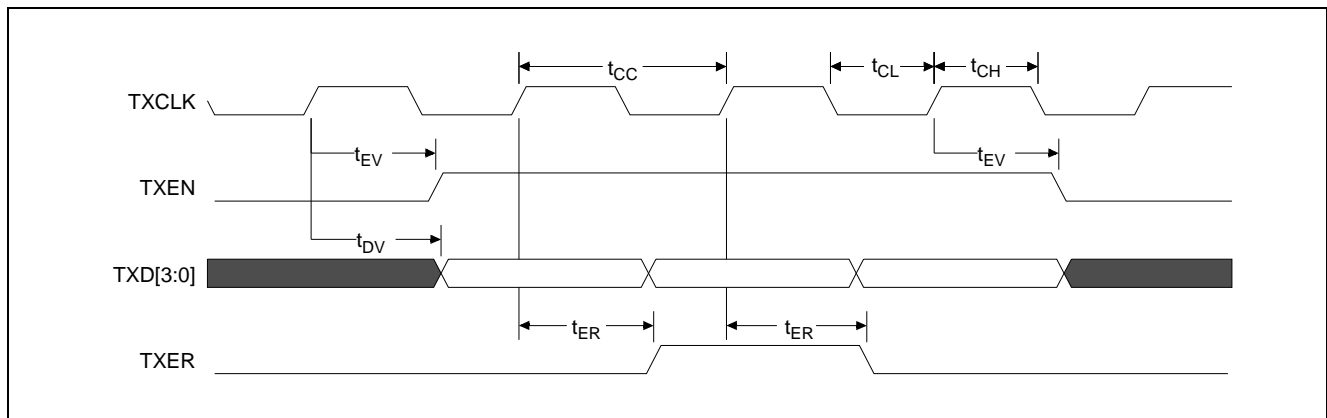 t_CC t_CL t_CH
TXCLK
t_EV t_EV
TXEN
t_DV
TXD[3:0]
t_ER t_ER
TXER